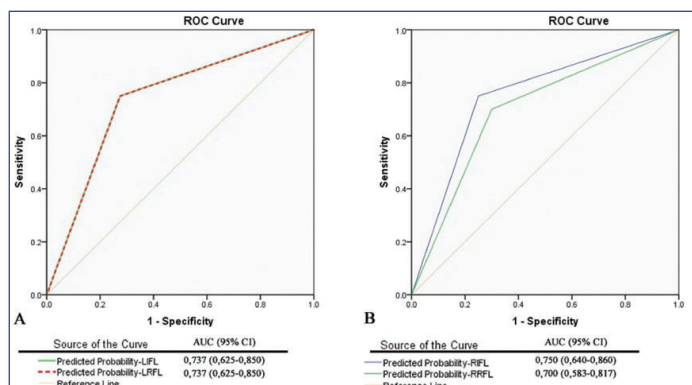 ROC Curve
1.0
0.8
0.6
0.4
0.2
0.0
Sensitivity
0.0 0.2 0.4 0.6 0.8 1.0
1 - Specificity
A
Source of the Curve AUC (95% CI)
Predicted Probability-LIFL 0,737 (0,625-0,850)
Predicted Probability-LRFL 0,737 (0,625-0,850)
Reference Line
ROC Curve
1.0
0.8
0.6
0.4
0.2
0.0
Sensitivity
0.0 0.2 0.4 0.6 0.8 1.0
1 - Specificity
B
Source of the Curve AUC (95% CI)
Predicted Probability-RIFL 0,750 (0,640-0,860)
Predicted Probability-RRFL 0,700 (0,583-0,817)
Reference Line